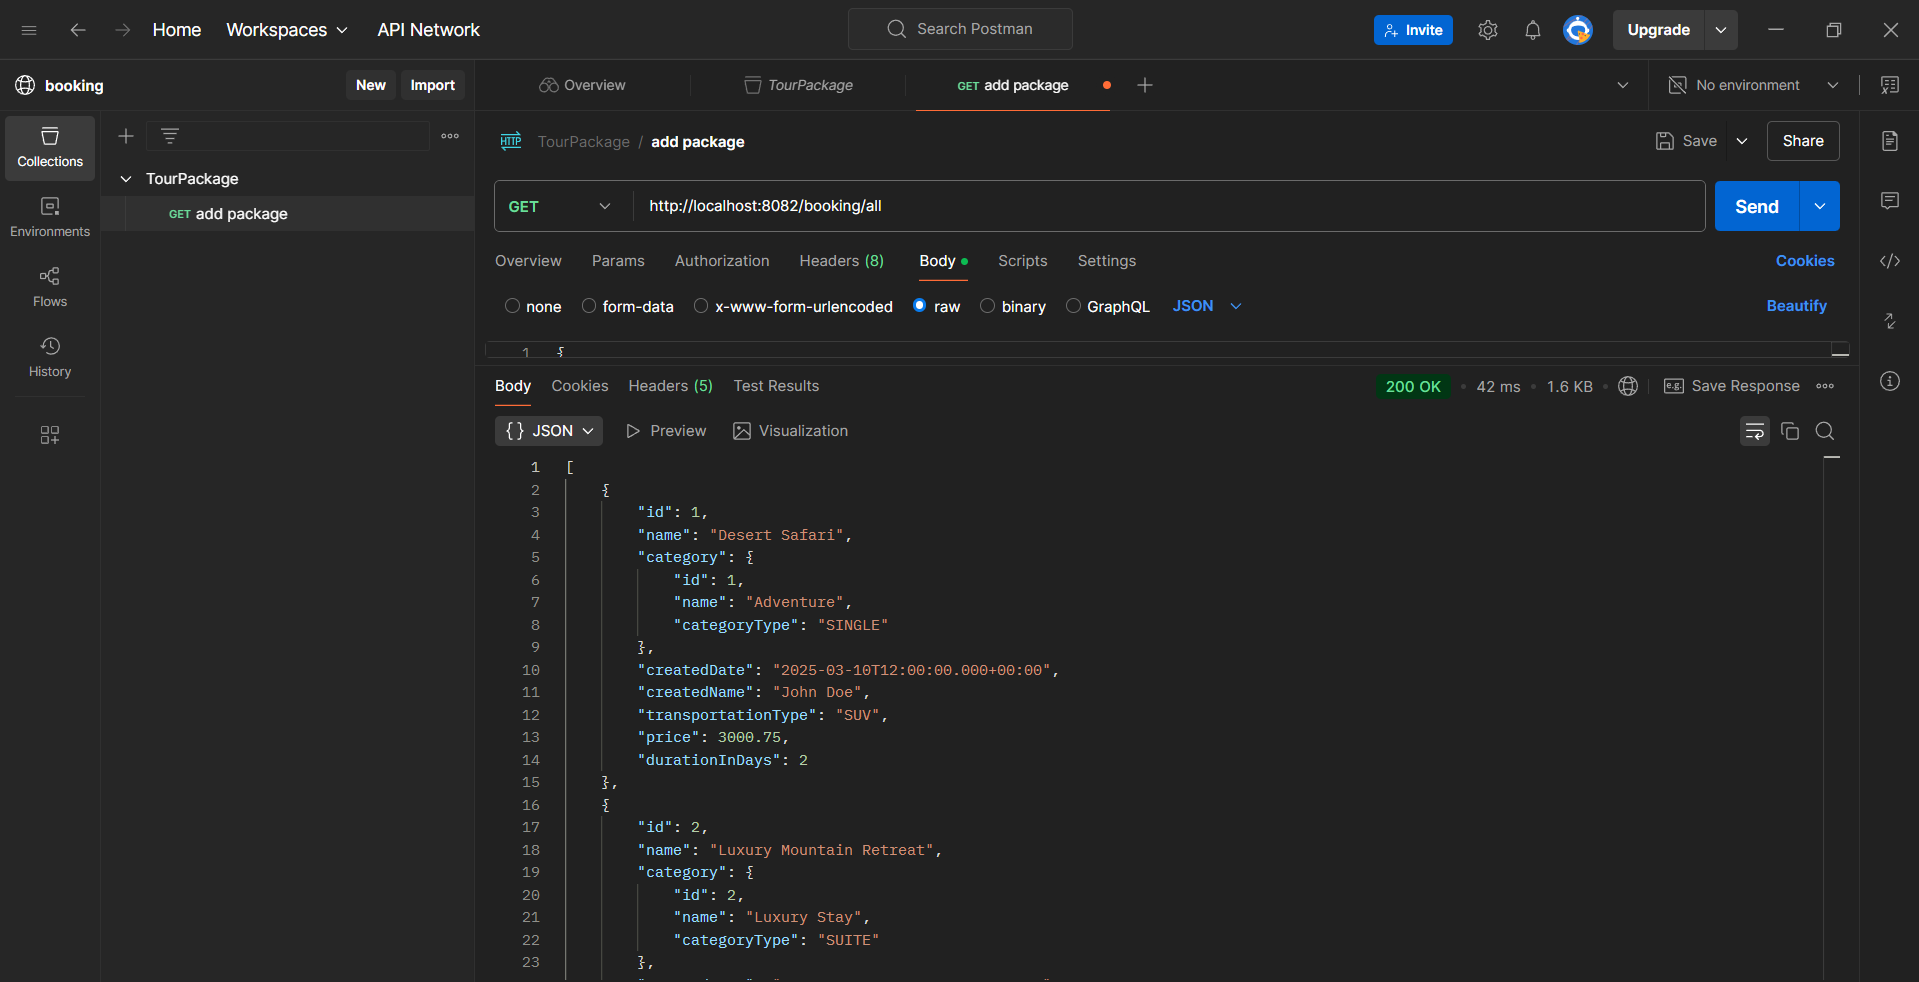 Home Workspaces API Network Search Postman Invite Upgrade
booking New Import Overview TourPackage GET add package No environment
Collections
TourPackage / add package Save Share
TourPackage
GET add package
GET http://localhost:8082/booking/all Send
Environments
Overview Params Authorization Headers (8) Body Scripts Settings Cookies
Flows
none form-data x-www-form-urlencoded raw binary GraphQL JSON Beautify
1 {
History
Body Cookies Headers (5) Test Results 200 OK • 42 ms • 1.6 KB • e.g. Save Response
{} JSON Preview Visualization
1 [
2 {
3 "id": 1,
4 "name": "Desert Safari",
5 "category": {
6 "id": 1,
7 "name": "Adventure",
8 "categoryType": "SINGLE"
9 },
10 "createdDate": "2025-03-10T12:00:00.000+00:00",
11 "createdName": "John Doe",
12 "transportationType": "SUV",
13 "price": 3000.75,
14 "durationInDays": 2
15 },
16 {
17 "id": 2,
18 "name": "Luxury Mountain Retreat",
19 "category": {
20 "id": 2,
21 "name": "Luxury Stay",
22 "categoryType": "SUITE"
23 },